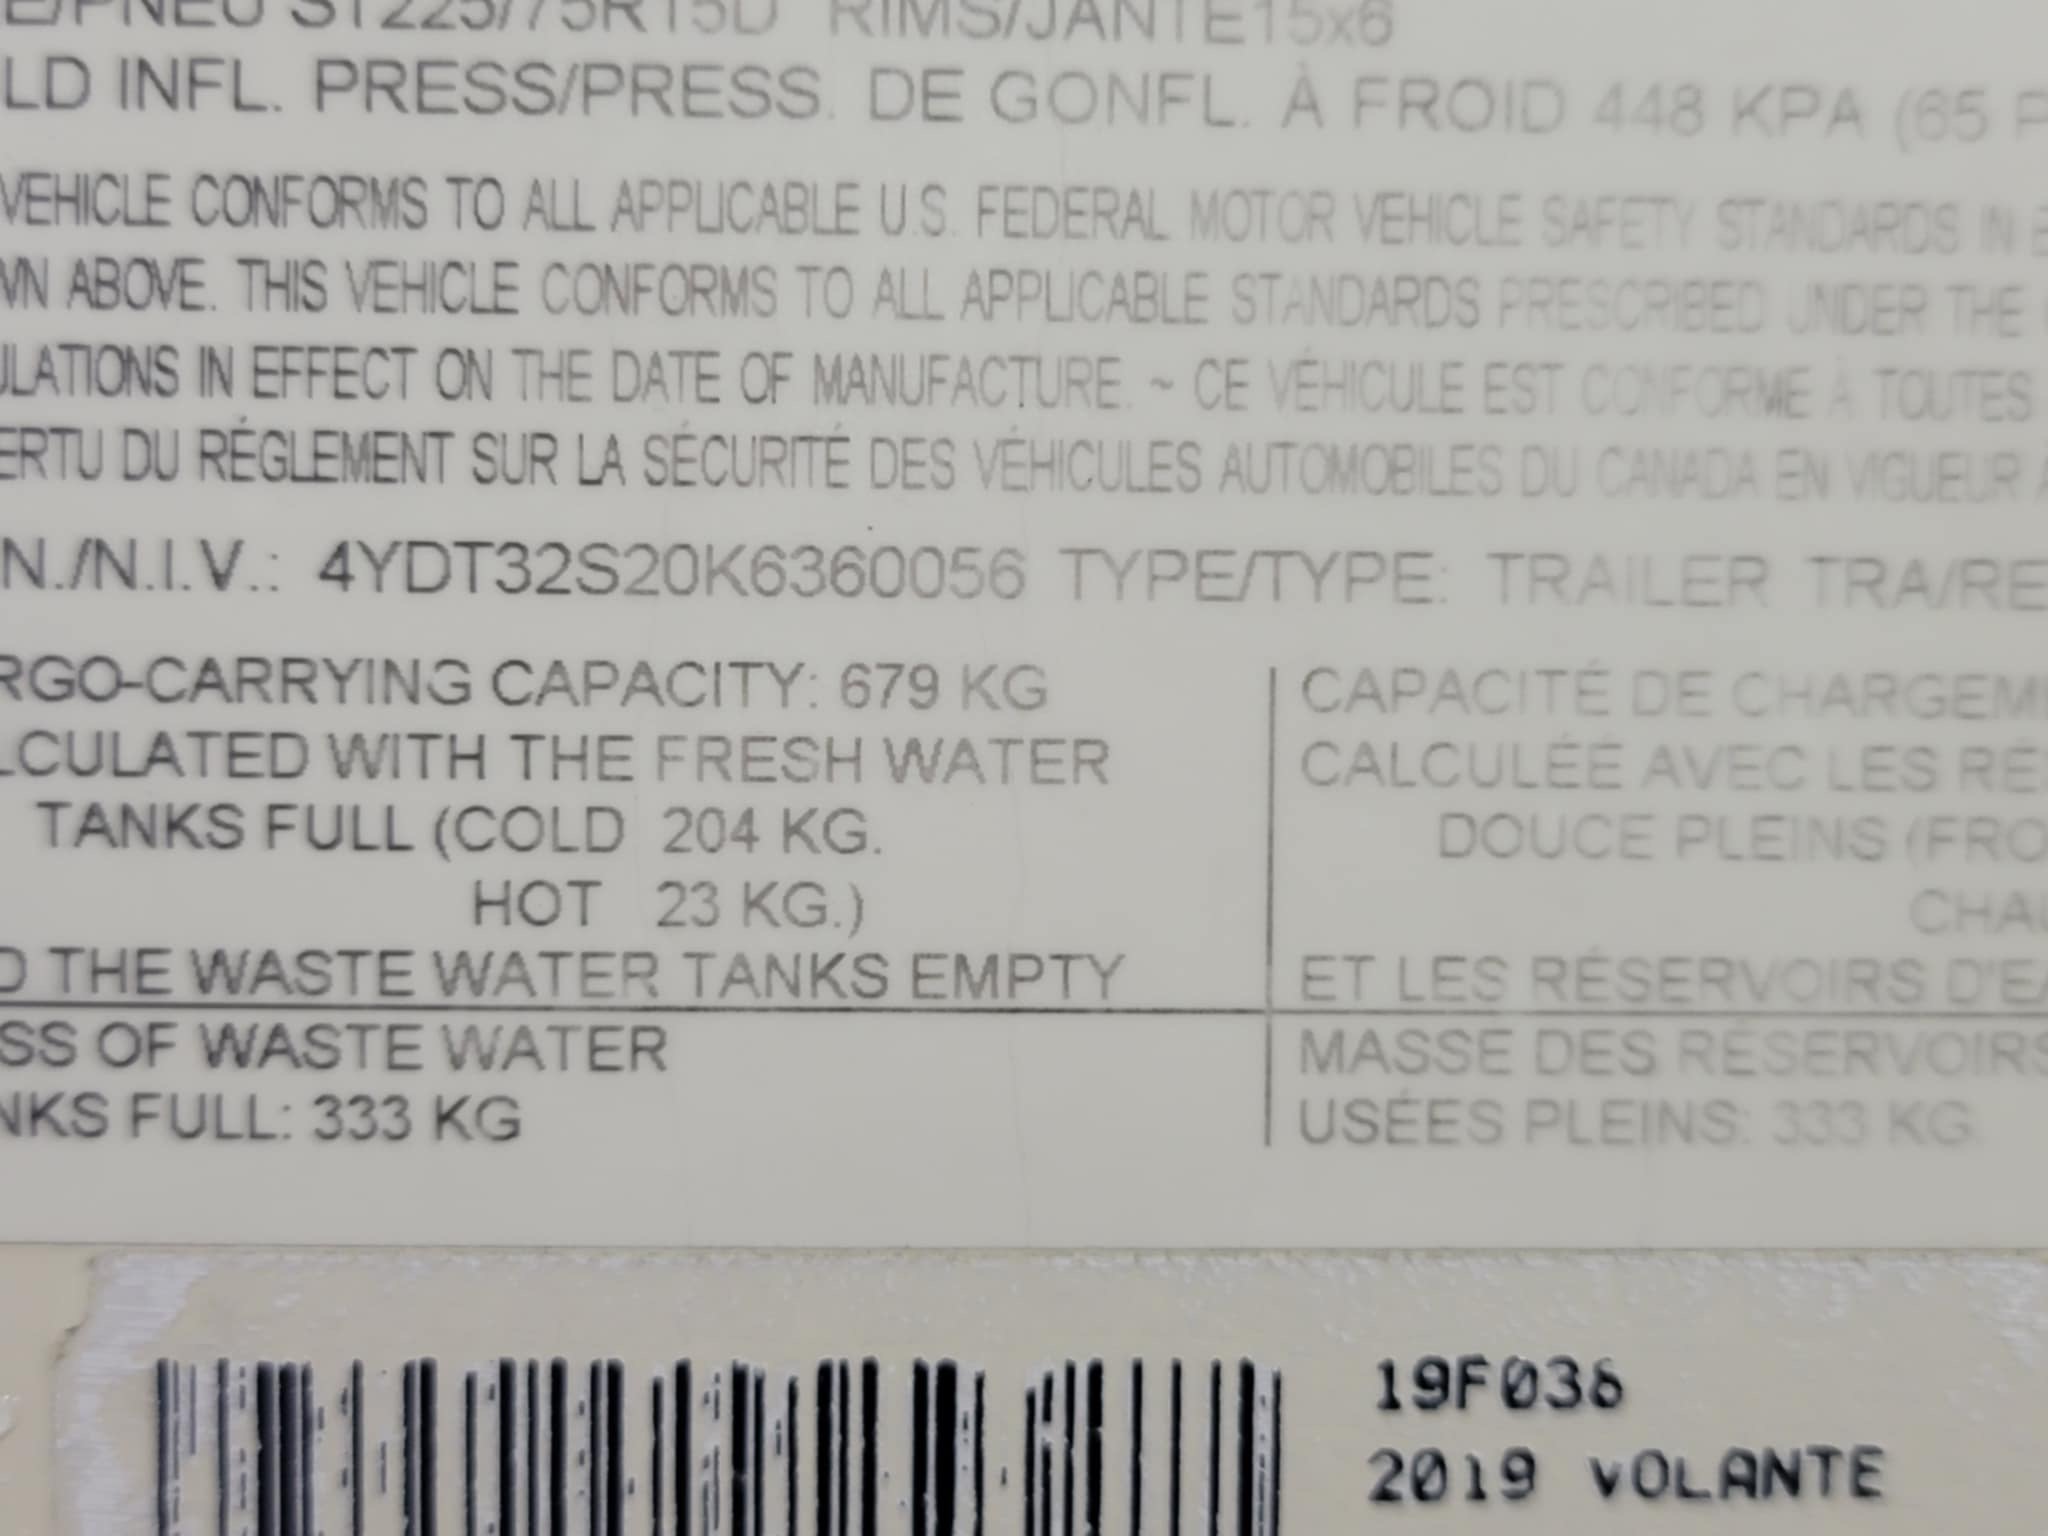 E/PNEU ST225/75R15D RIMS/JANTE15x6
LD INFL. PRESS/PRESS. DE GONFL. À FROID 448 KPA (65 P
VEHICLE CONFORMS TO ALL APPLICABLE U.S. FEDERAL MOTOR VEHICLE SAFETY STANDARDS IN E
WN ABOVE. THIS VEHICLE CONFORMS TO ALL APPLICABLE STANDARDS PRESCRIBED UNDER THE
ULATIONS IN EFFECT ON THE DATE OF MANUFACTURE. ~ CE VÉHICULE EST CONFORME À TOUTES
ERTU DU RÉGLEMENT SUR LA SÉCURITÉ DES VÉHICULES AUTOMOBILES DU CANADA EN VIGUEUR A
N./N.I.V.: 4YDT32S20K6360056 TYPE/TYPE: TRAILER TRA/RE
RGO-CARRYING CAPACITY: 679 KG
LCULATED WITH THE FRESH WATER
TANKS FULL (COLD 204 KG.
HOT 23 KG.)
D THE WASTE WATER TANKS EMPTY
SS OF WASTE WATER
NKS FULL: 333 KG
CAPACITÉ DE CHARGEME
CALCULÉÉ AVEC LES RÉ
DOUCE PLEINS (FRO
CHAU
ET LES RÉSERVOIRS D'EA
MASSE DES RÉSERVOIRS
USÉES PLEINS: 333 KG.
19F036
2019 VOLANTE